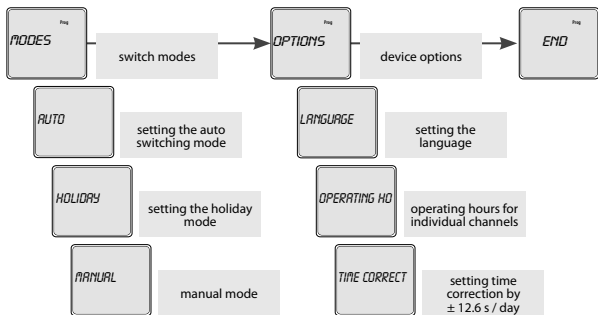 Prog
MODES
switch modes
Prog
OPTIONS
device options
Prog
END
AUTO
setting the auto
switching mode
HOLIDAY
setting the holiday
mode
MANUAL
manual mode
LANGUAGE
setting the
language
OPERATING HO
operating hours for
individual channels
TIME CORRECT
setting time
correction by
± 12.6 s / day